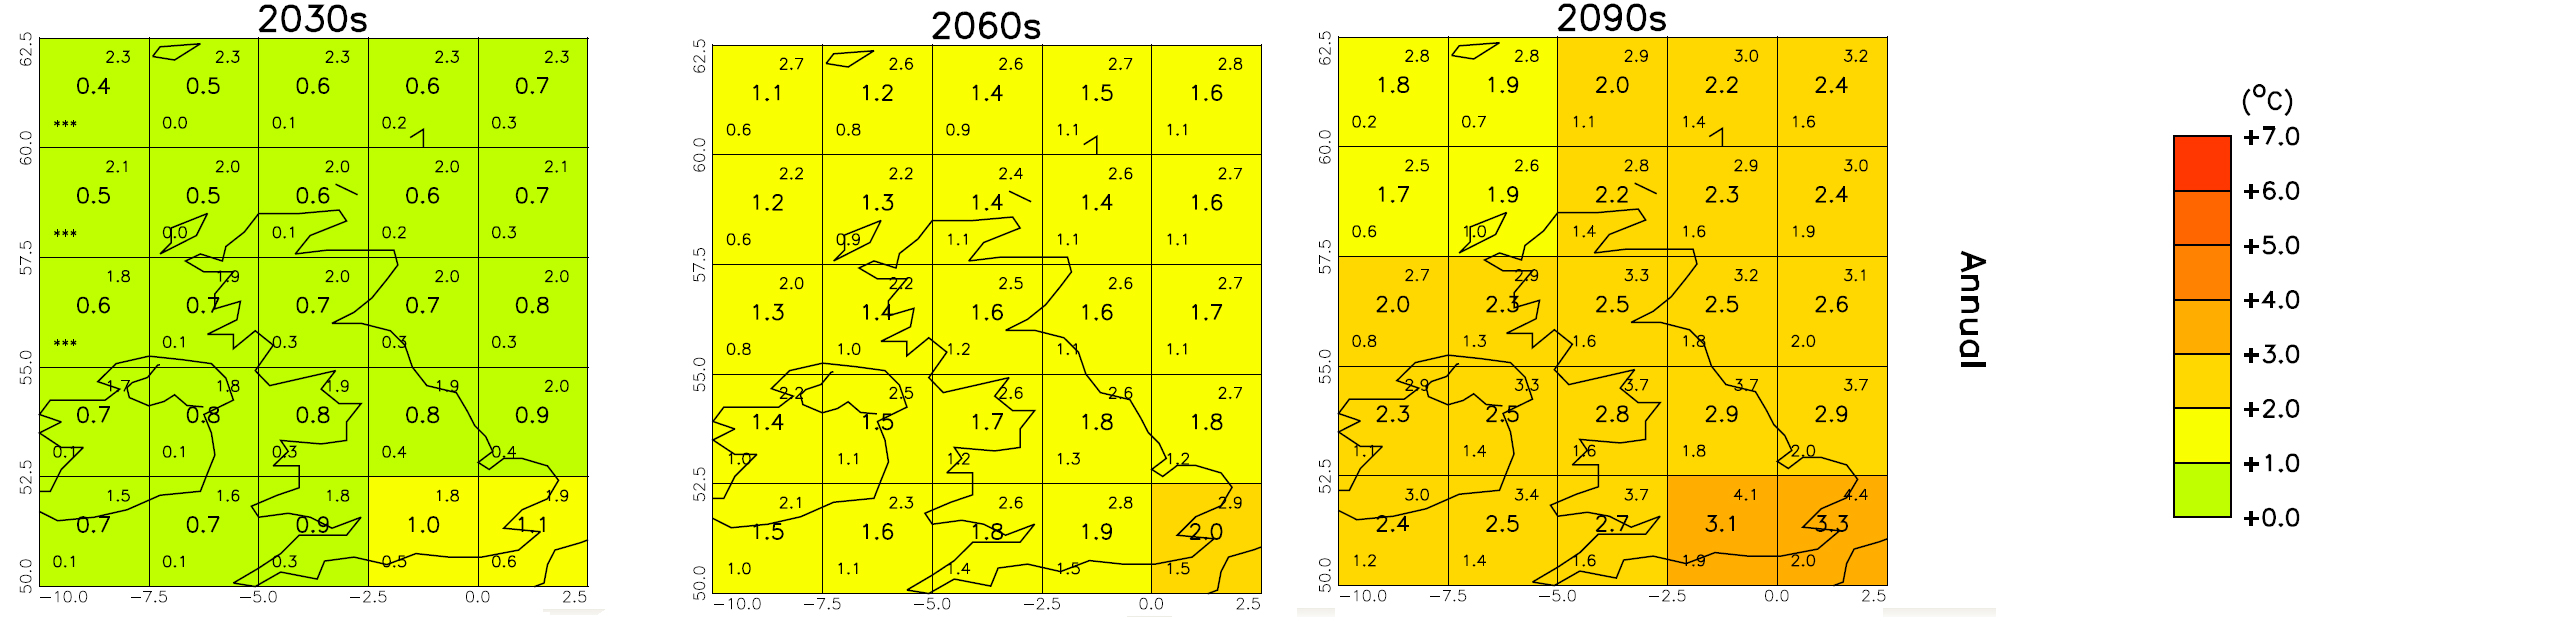 2030s 2060s 2090s
62.5 2.3 2.3 2.3 2.3 2.3 62.5 2.7 2.6 2.6 2.7 2.8 62.5 2.8 2.8 2.9 3.0 3.2
0.4 0.5 0.6 0.6 0.7 1.1 1.2 1.4 1.5 1.6 1.8 1.9 2.0 2.2 2.4 (°C)
*** 0.0 0.1 0.2 0.3 0.6 0.8 0.9 1.1 1.1 0.2 0.7 1.1 1.4 1.6 +7.0
60.0 2.1 2.0 2.0 2.0 2.1 60.0 2.2 2.2 2.4 2.6 2.7 60.0 2.5 2.6 2.8 2.9 3.0
0.5 0.5 0.6 0.6 0.7 1.2 1.3 1.4 1.4 1.6 1.7 1.9 2.2 2.3 2.4 +6.0
*** 0.0 0.1 0.2 0.3 0.6 0.9 1.1 1.1 1.1 0.6 1.0 1.4 1.6 1.9 +5.0
57.5 1.8 1.9 2.0 2.0 2.0 57.5 2.0 2.2 2.5 2.6 2.7 57.5 2.7 2.9 3.3 3.2 3.1
0.6 0.7 0.7 0.7 0.8 1.3 1.4 1.6 1.6 1.7 2.0 2.3 2.5 2.5 2.6 Annual +4.0
*** 0.1 0.3 0.3 0.3 0.8 1.0 1.2 1.1 1.1 0.8 1.3 1.6 1.8 2.0 +3.0
55.0 1.7 1.8 1.9 1.9 2.0 55.0 2.2 2.5 2.6 2.6 2.7 55.0 2.9 3.3 3.7 3.7 3.7
0.7 0.8 0.8 0.8 0.9 1.4 1.5 1.7 1.8 1.8 2.3 2.5 2.8 2.9 2.9 +2.0
0.1 0.1 0.3 0.4 0.4 1.0 1.1 1.2 1.3 1.2 1.1 1.4 1.6 1.8 2.0 +1.0
52.5 1.5 1.6 1.8 1.8 1.9 52.5 2.1 2.3 2.6 2.8 2.9 52.5 3.0 3.4 3.7 4.1 4.4
0.7 0.7 0.9 1.0 1.1 1.5 1.6 1.8 1.9 2.0 2.4 2.5 2.7 3.1 3.3 +0.0
50.0 0.1 0.1 0.3 0.5 0.6 50.0 1.0 1.1 1.4 1.5 1.5 50.0 1.2 1.4 1.6 1.9 2.0
−10.0 −7.5 −5.0 −2.5 0.0 2.5 −10.0 −7.5 −5.0 −2.5 0.0 2.5 −10.0 −7.5 −5.0 −2.5 0.0 2.5